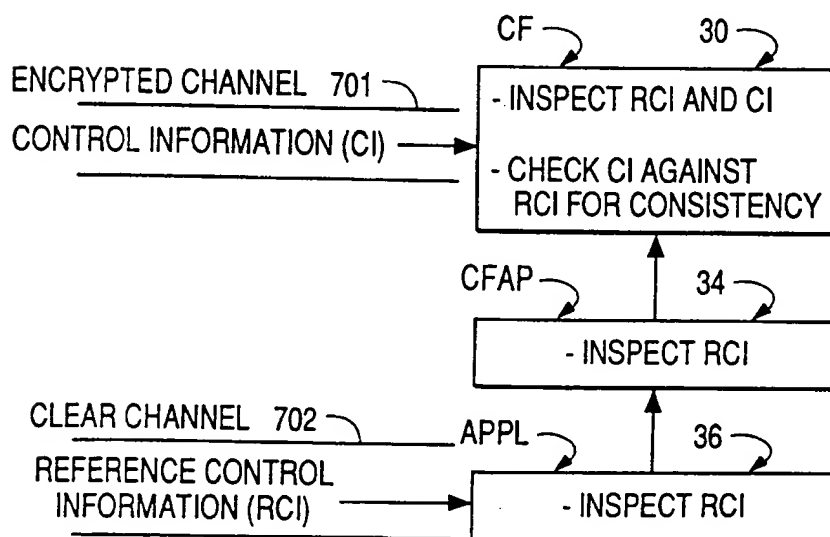 CF 30
ENCRYPTED CHANNEL 701
- INSPECT RCI AND CI
CONTROL INFORMATION (CI)
- CHECK CI AGAINST
RCI FOR CONSISTENCY
CFAP 34
- INSPECT RCI
CLEAR CHANNEL 702
APPL 36
REFERENCE CONTROL
INFORMATION (RCI)
- INSPECT RCI